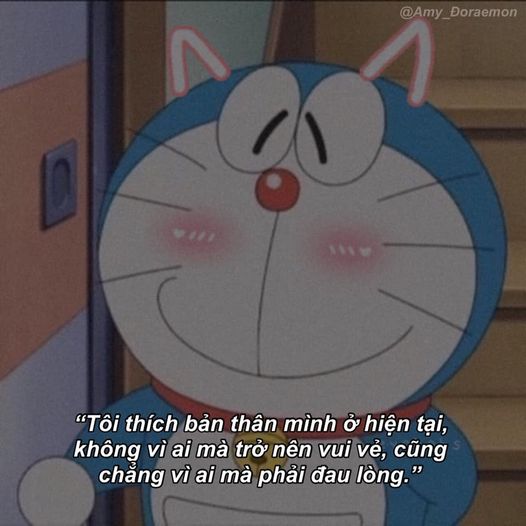 @Amy_Doraemon
“Tôi thích bản thân mình ở hiện tại,
không vì ai mà trở nên vui vẻ, cũng
chẳng vì ai mà phải đau lòng.”